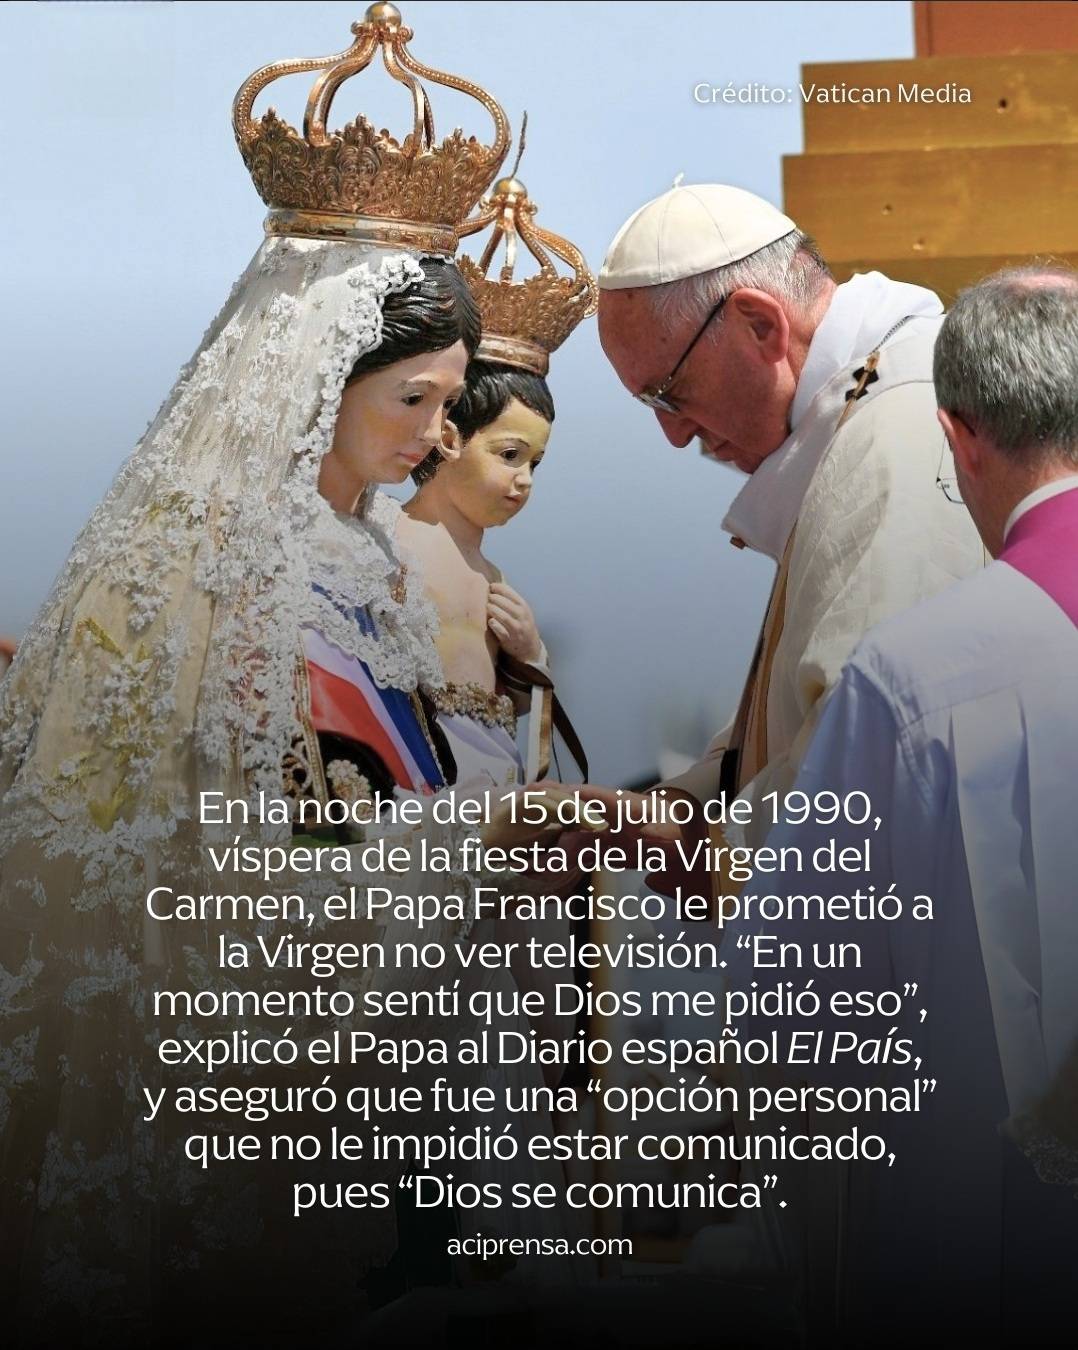 Crédito: Vatican Media
En la noche del 15 de julio de 1990,
víspera de la fiesta de la Virgen del
Carmen, el Papa Francisco le prometió a
la Virgen no ver televisión. “En un
momento sentí que Dios me pidió eso”,
explicó el Papa al Diario español El País,
y aseguró que fue una “opción personal”
que no le impidió estar comunicado,
pues “Dios se comunica”.
aciprensa.com